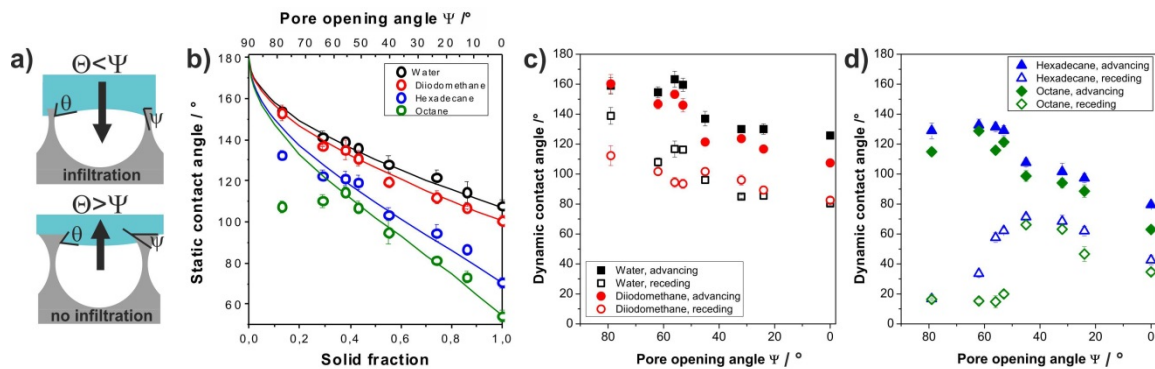 a)
Θ<Ψ
θ
Ψ
infiltration
Θ>Ψ
θ
Ψ
no infiltration
b)
Pore opening angle Ψ /°
90 80 70 60 50 40 30 20 10 0
Static contact angle / °
180
160
140
120
100
80
60
Water
Diiodomethane
Hexadecane
Octane
0,0 0,2 0,4 0,6 0,8 1,0
Solid fraction
c)
Dynamic contact angle /°
180
160
140
120
100
80
60
40
20
0
Water, advancing
Water, receding
Diiodomethane, advancing
Diiodomethane, receding
80 60 40 20 0
Pore opening angle Ψ / °
d)
Dynamic contact angle /°
180
160
140
120
100
80
60
40
20
0
Hexadecane, advancing
Hexadecane, receding
Octane, advancing
Octane, receding
80 60 40 20 0
Pore opening angle Ψ / °